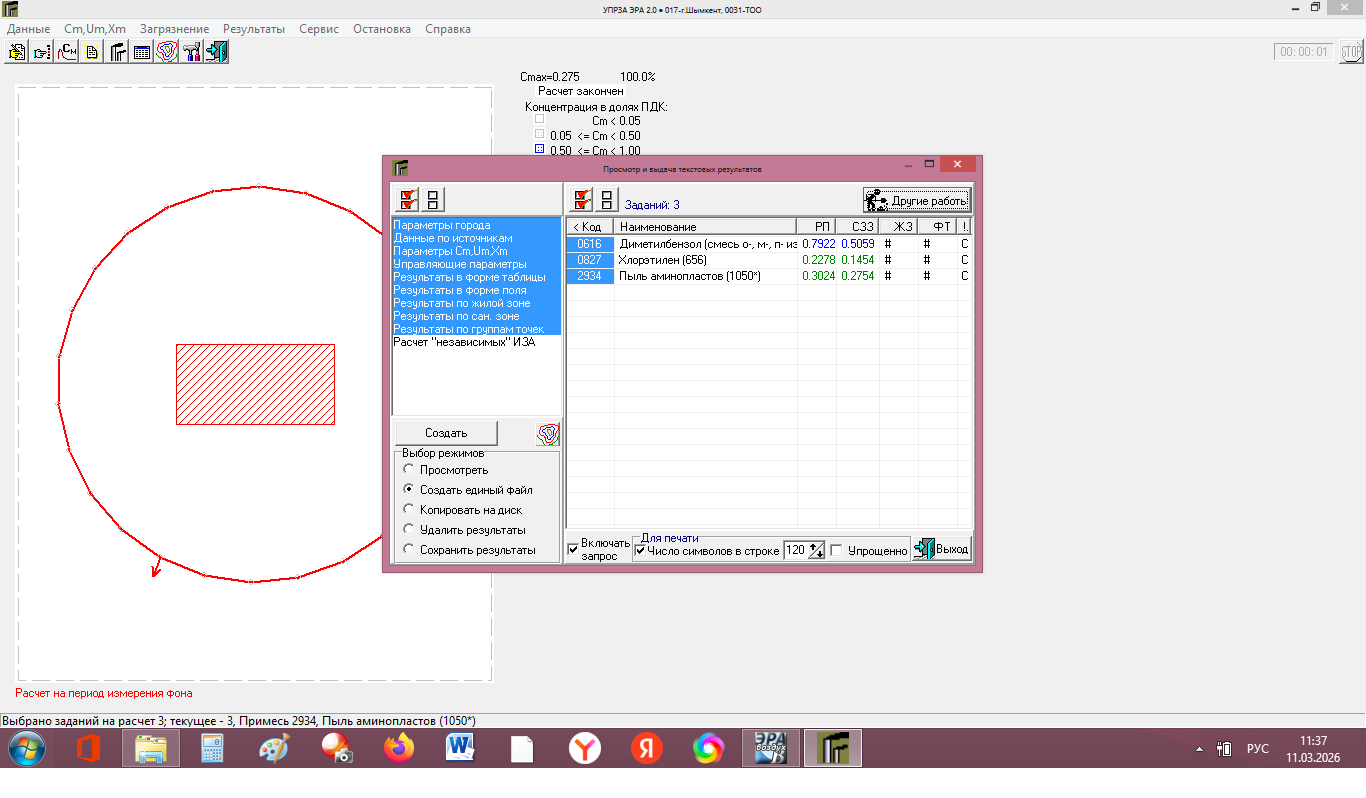 УПРЗА ЭРА 2.0 • 017-г.Шымкент, 0031-ТОО
Данные Cm,Um,Xm Загрязнение Результаты Сервис Остановка Справка
Cм 00: 00: 01 STOP
Cmax=0.275 100.0%
Расчет закончен
Концентрация в долях ПДК:
Cm < 0.05
0.05 <= Cm < 0.50
0.50 <= Cm < 1.00
Просмотр и выдача текстовых результатов
Заданий: 3 Другие работы
< Код Наименование РП СЗЗ ЖЗ ФТ !.
0616 Диметилбензол (смесь о-, м-, п- из 0.7922 0.5059 # # С
0827 Хлорэтилен (656) 0.2278 0.1454 # # С
2934 Пыль аминопластов (1050*) 0.3024 0.2754 # # С
Параметры города
Данные по источникам
Параметры Cm,Um,Xm
Управляющие параметры
Результаты в форме таблицы
Результаты в форме поля
Результаты по жилой зоне
Результаты по сан. зоне
Результаты по группам точек
Расчет "независимых" ИЗА
Создать
Выбор режимов
Просмотреть
Создать единый файл
Копировать на диск
Удалить результаты
Сохранить результаты
Включать запрос
Для печати
Число символов в строке 120 Упрощенно
Выход
Расчет на период измерения фона
Выбрано заданий на расчет 3; текущее - 3, Примесь 2934, Пыль аминопластов (1050*)
ЭРА воздух
РУС
11:37
11.03.2026